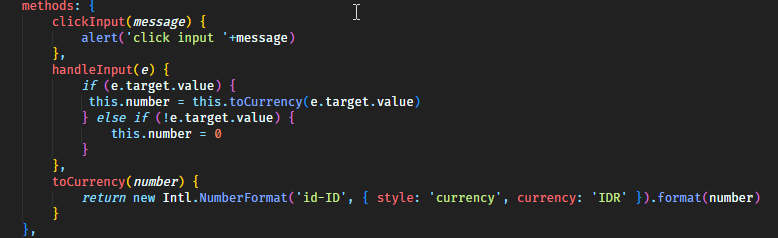 methods: {
clickInput(message) {
alert('click input '+message)
},
handleInput(e) {
if (e.target.value) {
this.number = this.toCurrency(e.target.value)
} else if (!e.target.value) {
this.number = 0
}
},
toCurrency(number) {
return new Intl.NumberFormat('id-ID', { style: 'currency', currency: 'IDR' }).format(number)
}
},